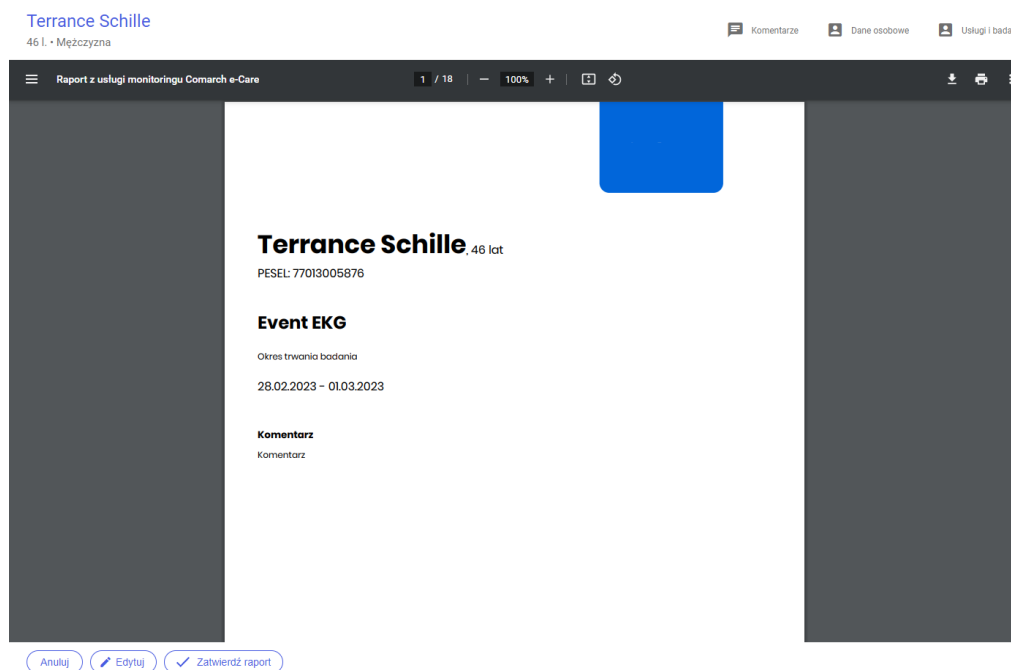 Terrance Schille
46 l. • Mężczyzna
Komentarze
Dane osobowe
Usługi i bada
Raport z usługi monitoringu Comarch e-Care
1 / 18
100%
Terrance Schille, 46 lat
PESEL: 77013005876
Event EKG
Okres trwania badania
28.02.2023 - 01.03.2023
Komentarz
Komentarz
Anuluj
Edytuj
Zatwierdź raport